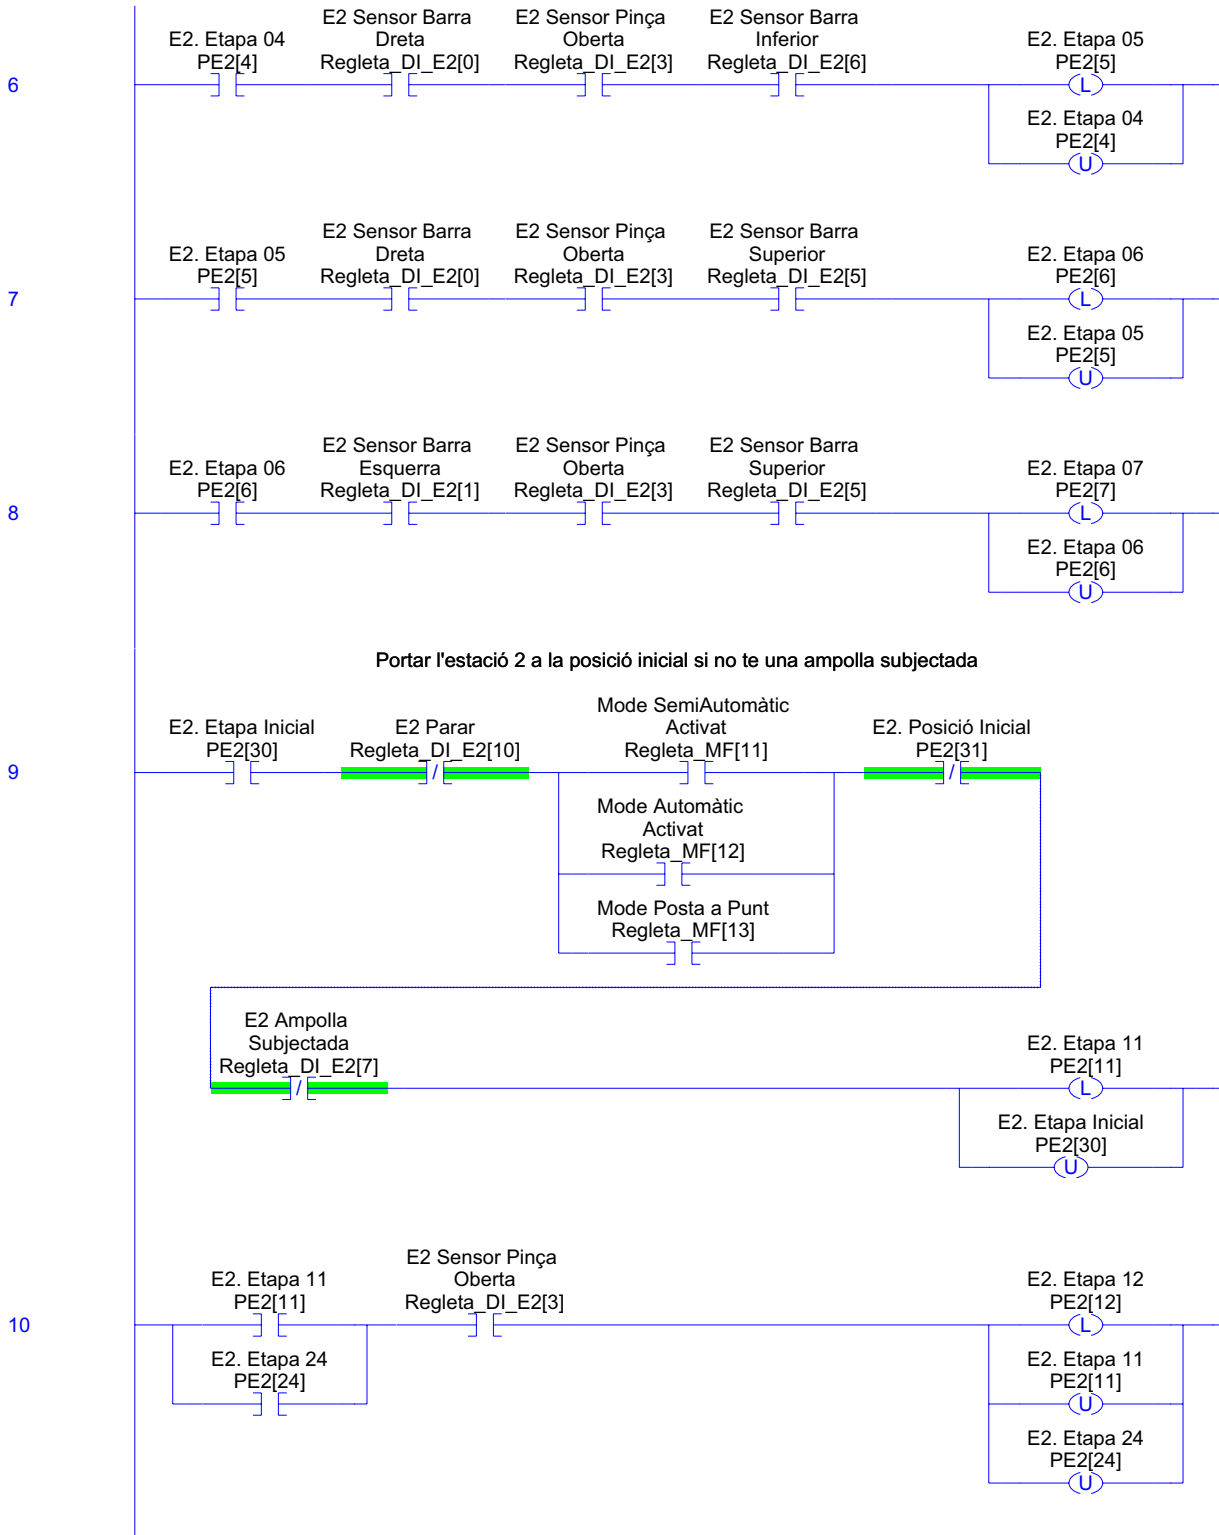 E2. Etapa 04
PE2[4]
E2 Sensor Barra
Dreta
Regleta_DI_E2[0]
E2 Sensor Pinça
Oberta
Regleta_DI_E2[3]
E2 Sensor Barra
Inferior
Regleta_DI_E2[6]
E2. Etapa 05
PE2[5]
6
L
E2. Etapa 04
PE2[4]
U
E2. Etapa 05
PE2[5]
E2 Sensor Barra
Dreta
Regleta_DI_E2[0]
E2 Sensor Pinça
Oberta
Regleta_DI_E2[3]
E2 Sensor Barra
Superior
Regleta_DI_E2[5]
E2. Etapa 06
PE2[6]
7
L
E2. Etapa 05
PE2[5]
U
E2. Etapa 06
PE2[6]
E2 Sensor Barra
Esquerra
Regleta_DI_E2[1]
E2 Sensor Pinça
Oberta
Regleta_DI_E2[3]
E2 Sensor Barra
Superior
Regleta_DI_E2[5]
E2. Etapa 07
PE2[7]
8
L
E2. Etapa 06
PE2[6]
U
Portar l'estació 2 a la posició inicial si no te una ampolla subjectada
E2. Etapa Inicial
PE2[30]
E2 Parar
Regleta_DI_E2[10]
Mode SemiAutomàtic
Activat
Regleta_MF[11]
E2. Posició Inicial
PE2[31]
9
/
/
Mode Automàtic
Activat
Regleta_MF[12]
Mode Posta a Punt
Regleta_MF[13]
E2 Ampolla
Subjectada
Regleta_DI_E2[7]
/
E2. Etapa 11
PE2[11]
L
E2. Etapa Inicial
PE2[30]
U
E2. Etapa 11
PE2[11]
E2 Sensor Pinça
Oberta
Regleta_DI_E2[3]
E2. Etapa 12
PE2[12]
10
L
E2. Etapa 24
PE2[24]
E2. Etapa 11
PE2[11]
U
E2. Etapa 24
PE2[24]
U